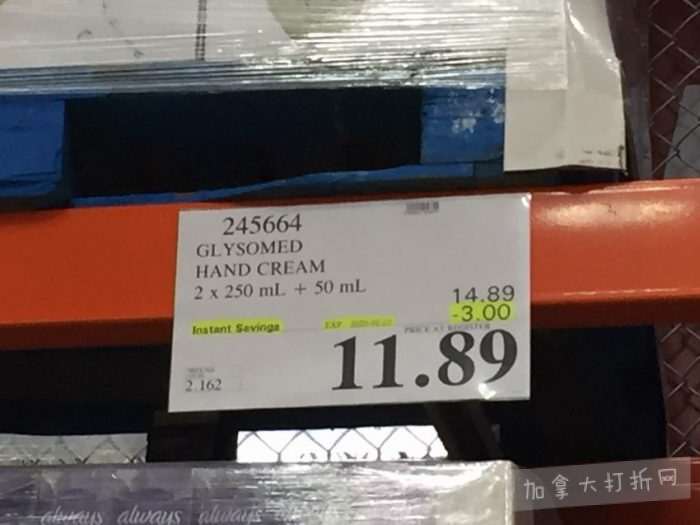 245664
GLYSOMED
HAND CREAM
2 x 250 mL + 50 mL
14.89
-3.00
Instant Savings
EXP
PRICE AT REGISTER
11.89
2.162
always always always
加拿大打折网